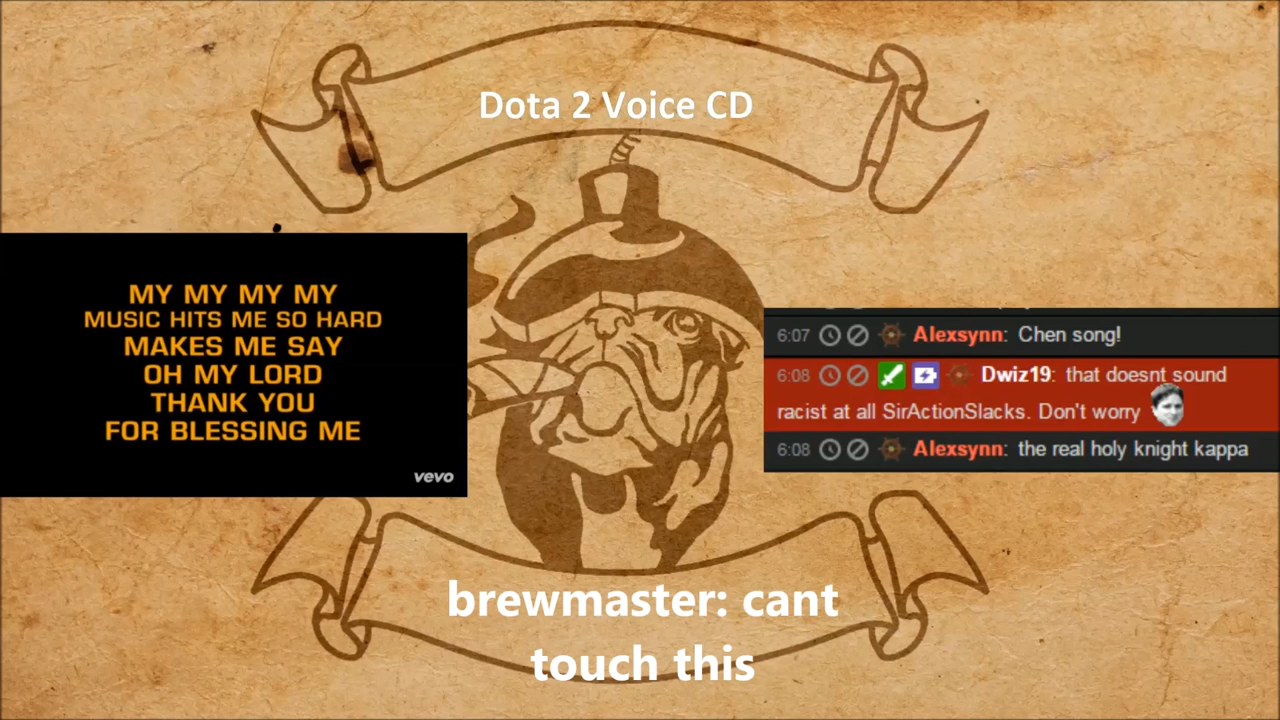 Dota 2 Voice CD
MY MY MY MY
MUSIC HITS ME SO HARD
MAKES ME SAY
OH MY LORD
THANK YOU
FOR BLESSING ME
vevo
6:07 Alexsynn: Chen song!
6:08 Dwiz19: that doesnt sound
racist at all SirActionSlacks. Don't worry
6:08 Alexsynn: the real holy knight kappa
brewmaster: cant
touch this